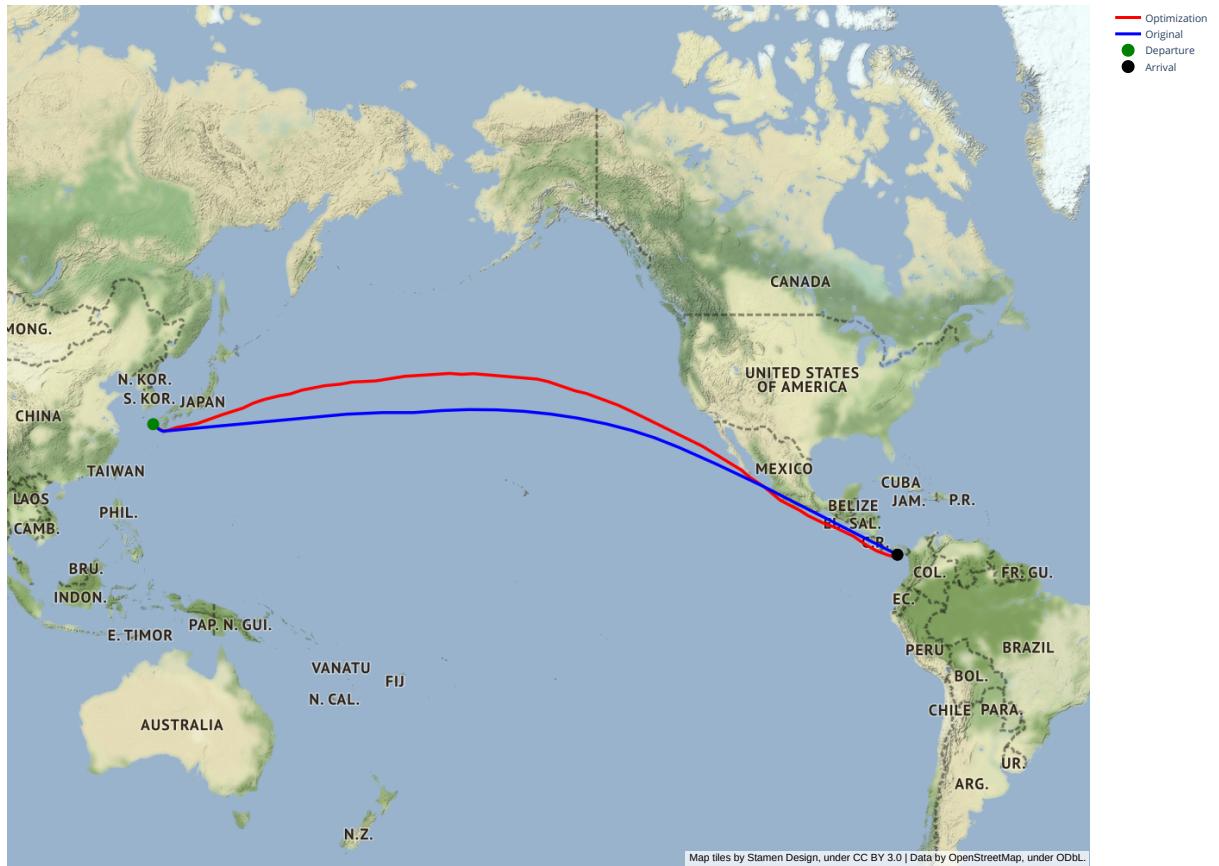 Optimization
Original
Departure
Arrival
CANADA
MONG.
UNITED STATES
OF AMERICA
N. KOR.
S. KOR.
JAPAN
CHINA
TAIWAN
MEXICO
CUBA
LAOS
JAM.
P.R.
BELIZE
PHIL.
EL SAL.
CAMB.
C.R.
BRU.
COL.
FR. GU.
INDON.
EC.
PAP. N. GUI.
E. TIMOR
PERU
BRAZIL
VANATU
BOL.
FIJ
N. CAL.
CHILE
PARA.
AUSTRALIA
UR.
ARG.
N.Z.
Map tiles by Stamen Design, under CC BY 3.0 | Data by OpenStreetMap, under ODbL.